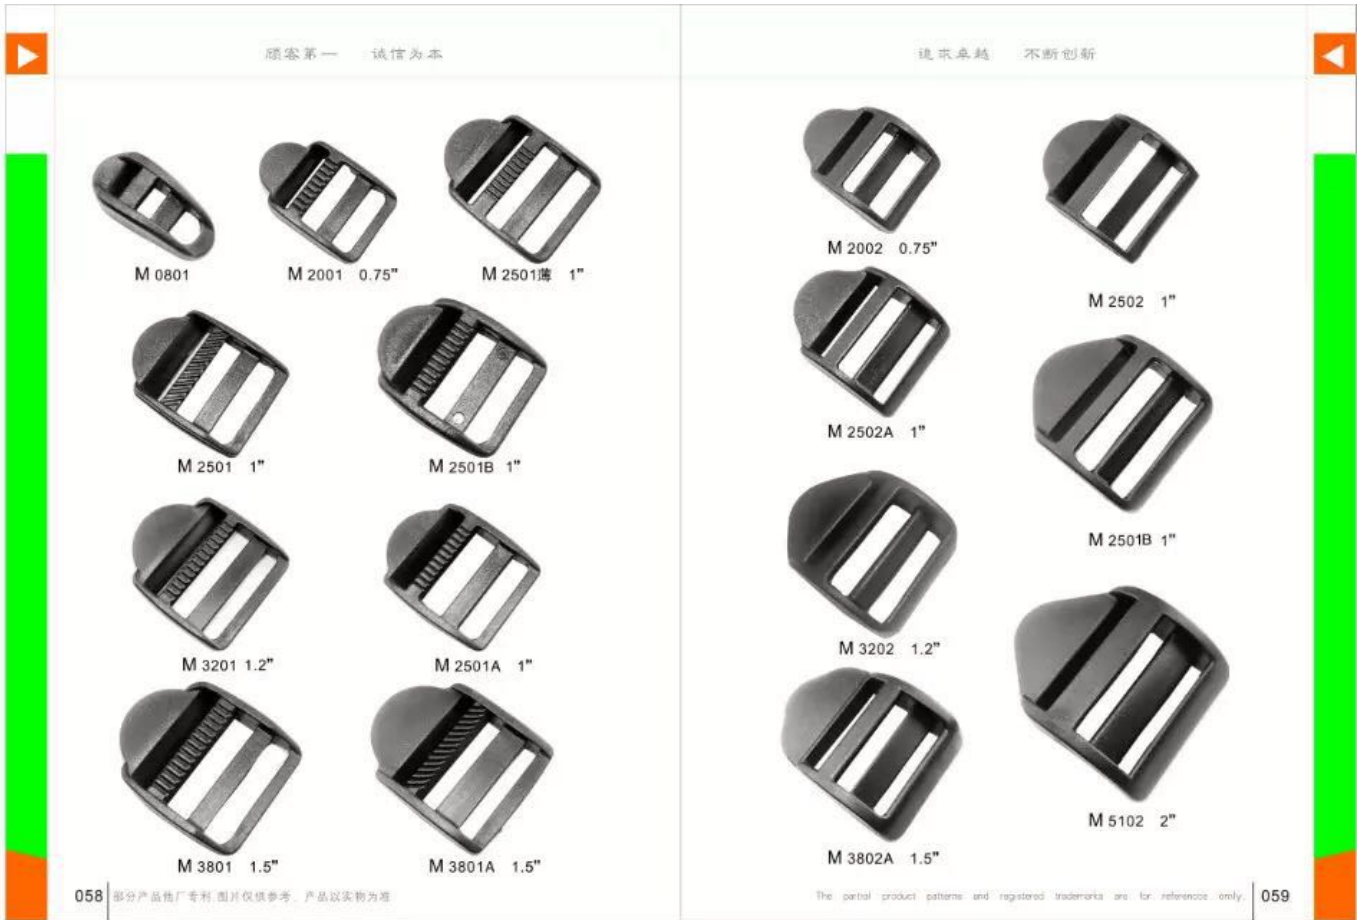 顾客第一 诚信为本
M 0801
M 2001 0.75"
M 2501薄 1"
M 2501 1"
M 2501B 1"
M 3201 1.2"
M 2501A 1"
M 3801 1.5"
M 3801A 1.5"
058 部分产品他厂专利,图片仅供参考、产品以实物为准
追求卓越 不断创新
M 2002 0.75"
M 2502 1"
M 2502A 1"
M 2501B 1"
M 3202 1.2"
M 5102 2"
M 3802A 1.5"
The partial product patterns and registered trademarks are for references omly. 059